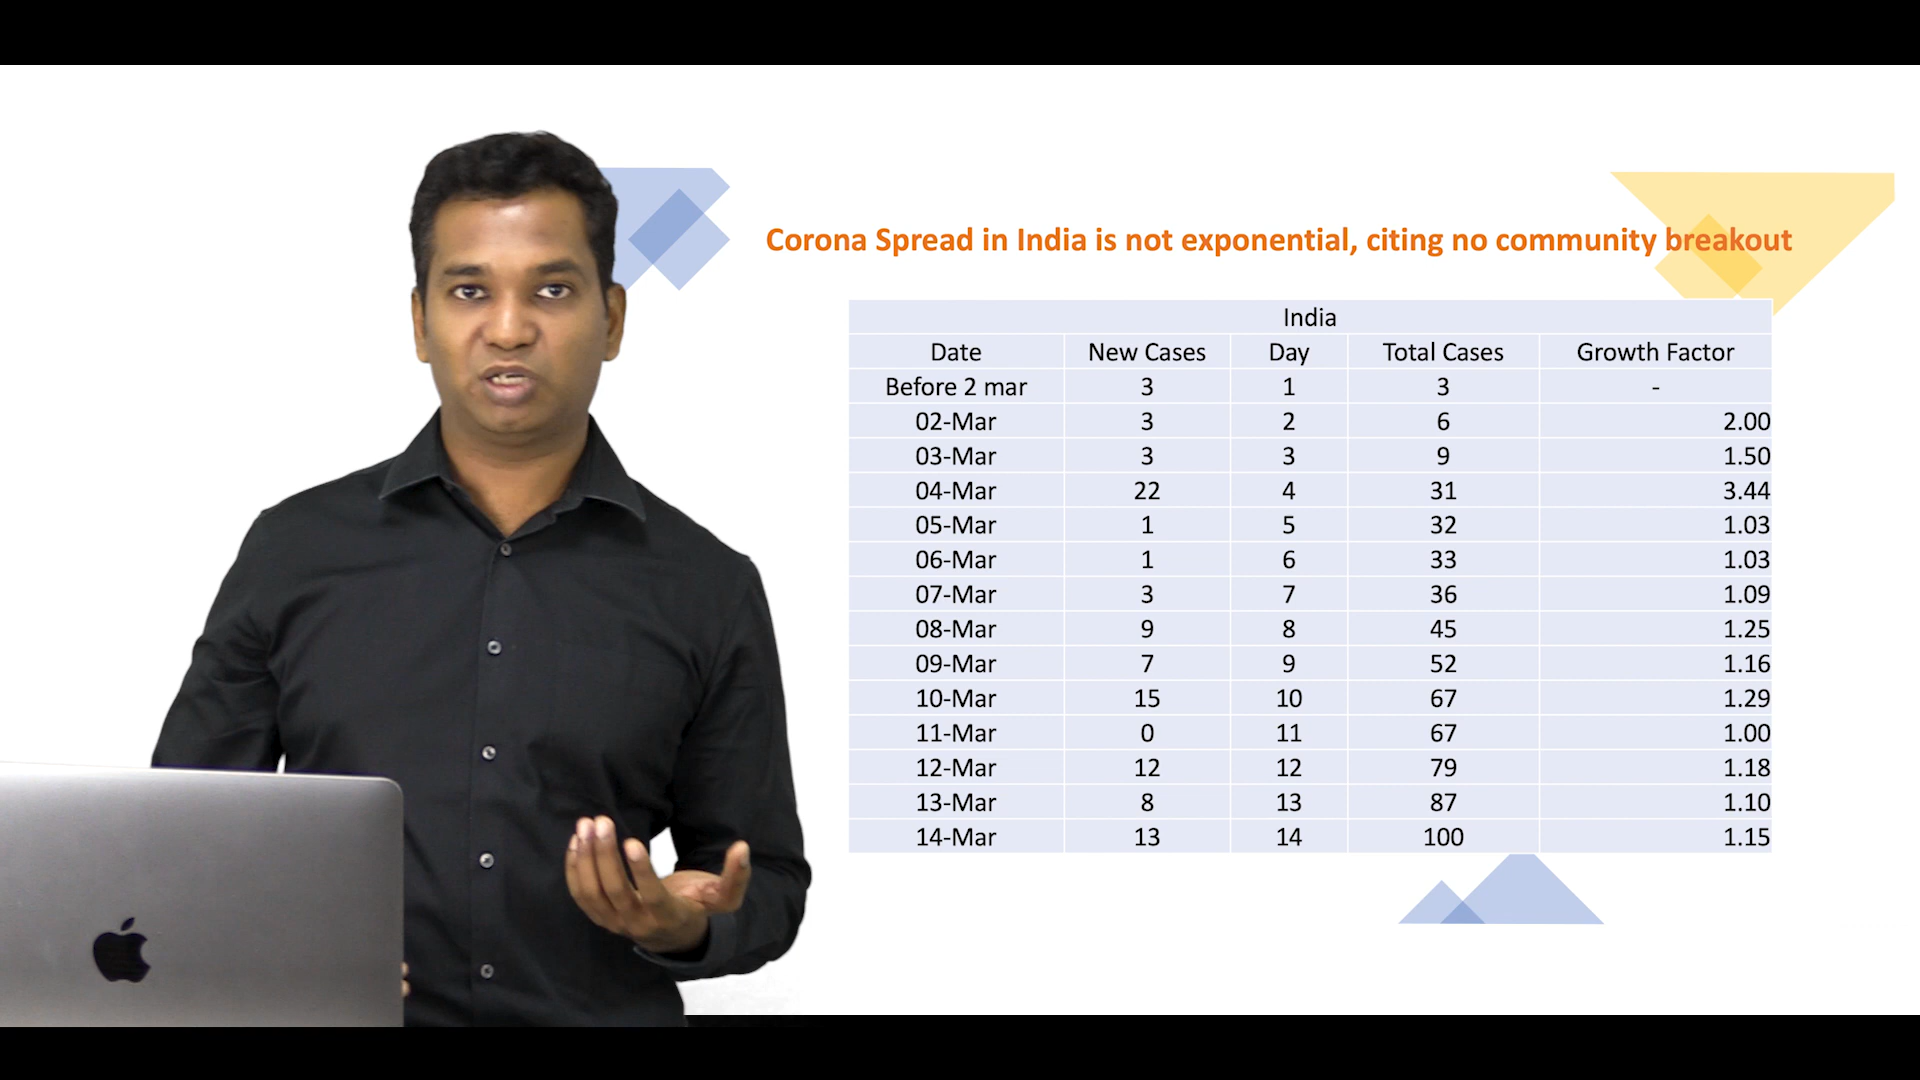 Corona Spread in India is not exponential, citing no community breakout
India
Date New Cases Day Total Cases Growth Factor
Before 2 mar 3 1 3 -
02-Mar 3 2 6 2.00
03-Mar 3 3 9 1.50
04-Mar 22 4 31 3.44
05-Mar 1 5 32 1.03
06-Mar 1 6 33 1.03
07-Mar 3 7 36 1.09
08-Mar 9 8 45 1.25
09-Mar 7 9 52 1.16
10-Mar 15 10 67 1.29
11-Mar 0 11 67 1.00
12-Mar 12 12 79 1.18
13-Mar 8 13 87 1.10
14-Mar 13 14 100 1.15